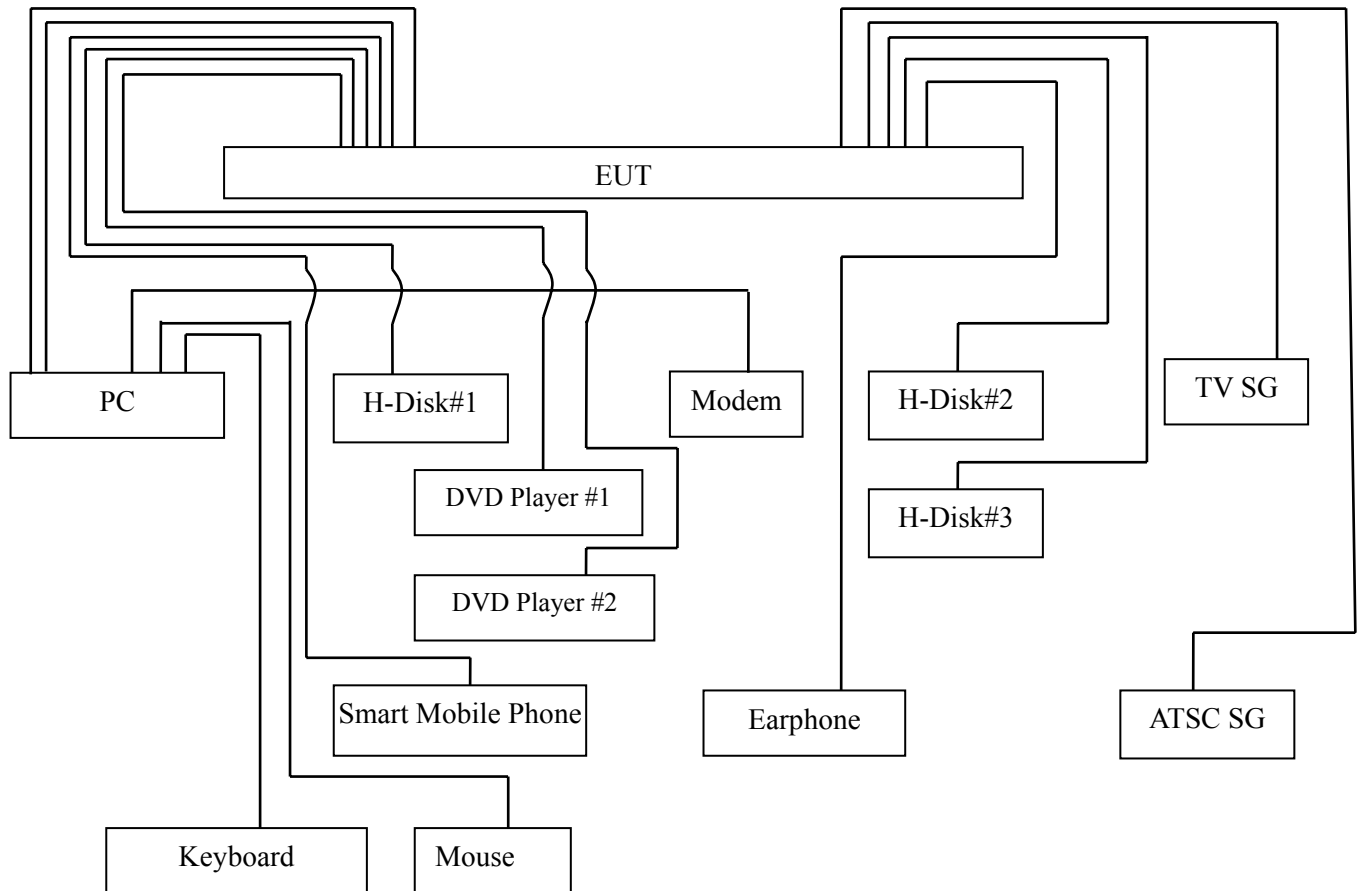 EUT
PC
H-Disk#1
Modem
H-Disk#2
TV SG
DVD Player #1
H-Disk#3
DVD Player #2
Smart Mobile Phone
Earphone
ATSC SG
Keyboard
Mouse